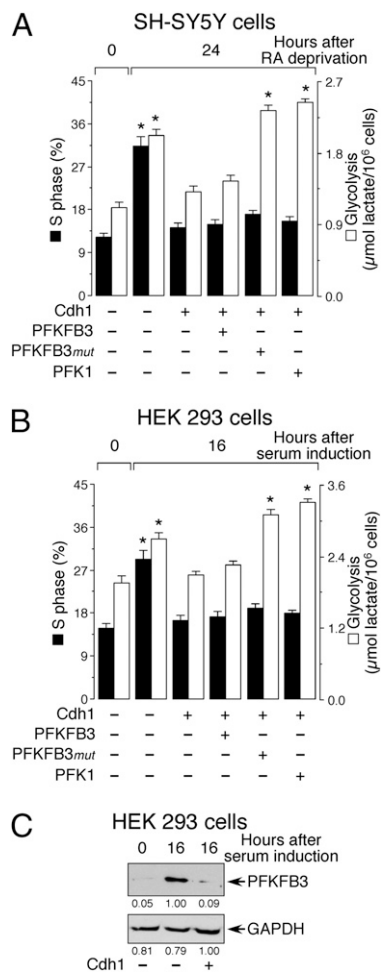 A
SH-SY5Y cells
Hours after
RA deprivation
0 24
S phase (%)
45
36
27
18
9
0
Glycolysis
(µmol lactate/10⁶ cells)
2.7
1.8
0.9
0.0
* * * *
Cdh1 – – + + + +
PFKFB3 – – – + – –
PFKFB3mut – – – – + –
PFK1 – – – – – +
B
HEK 293 cells
Hours after
serum induction
0 16
S phase (%)
45
36
27
18
9
0
Glycolysis
(µmol lactate/10⁶ cells)
3.6
2.4
1.2
0.0
* * * *
Cdh1 – – + + + +
PFKFB3 – – – + – –
PFKFB3mut – – – – + –
PFK1 – – – – – +
C
HEK 293 cells
Hours after
serum induction
0 16 16
PFKFB3
0.05 1.00 0.09
GAPDH
0.81 0.79 1.00
Cdh1 – – +